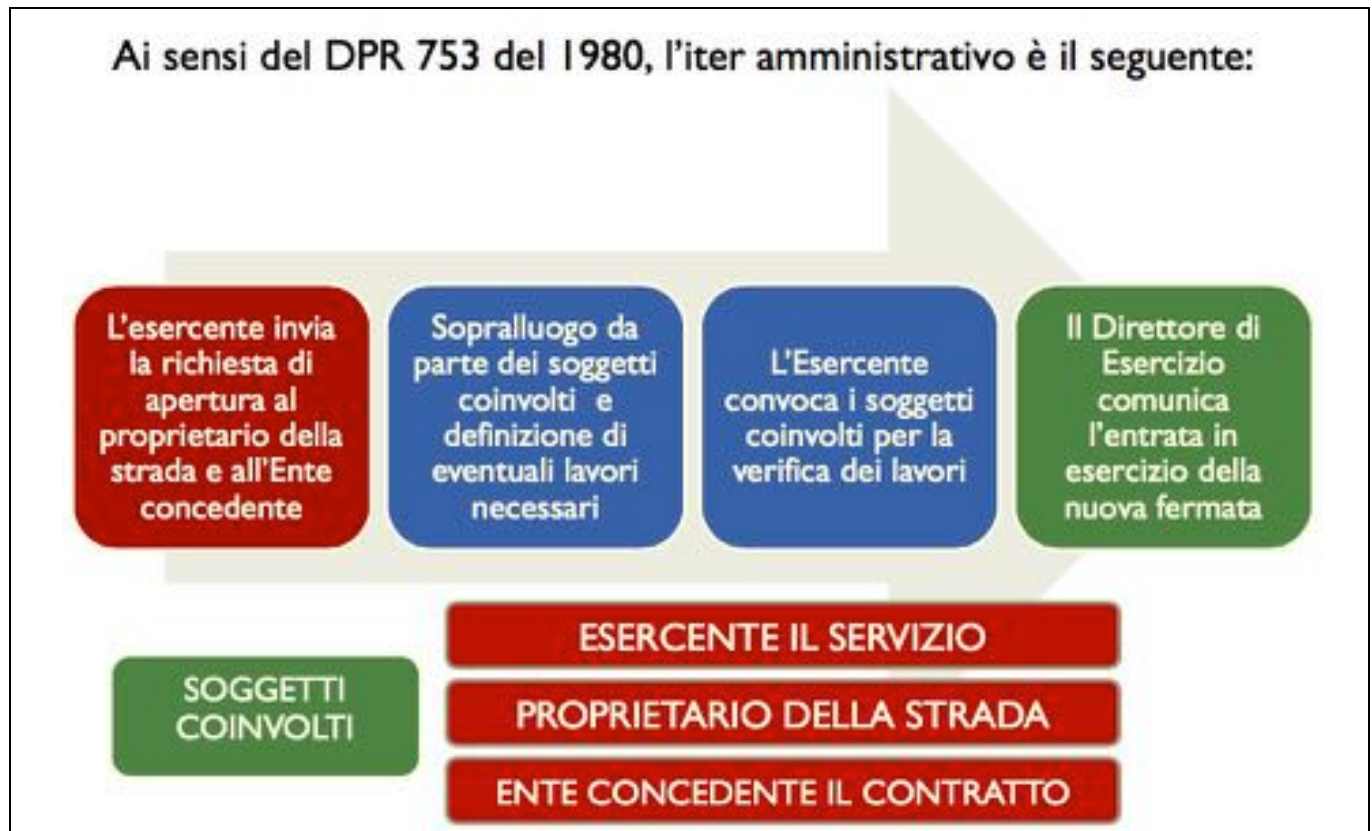 Ai sensi del DPR 753 del 1980, l'iter amministrativo è il seguente:
L'esercente invia
la richiesta di
apertura al
proprietario della
strada e all'Ente
concedente
Sopralluogo da
parte dei soggetti
coinvolti e
definizione di
eventuali lavori
necessari
L'Esercente
convoca i soggetti
coinvolti per la
verifica dei lavori
Il Direttore di
Esercizio
comunica
l'entrata in
esercizio della
nuova fermata
SOGGETTI
COINVOLTI
ESERCENTE IL SERVIZIO
PROPRIETARIO DELLA STRADA
ENTE CONCEDENTE IL CONTRATTO